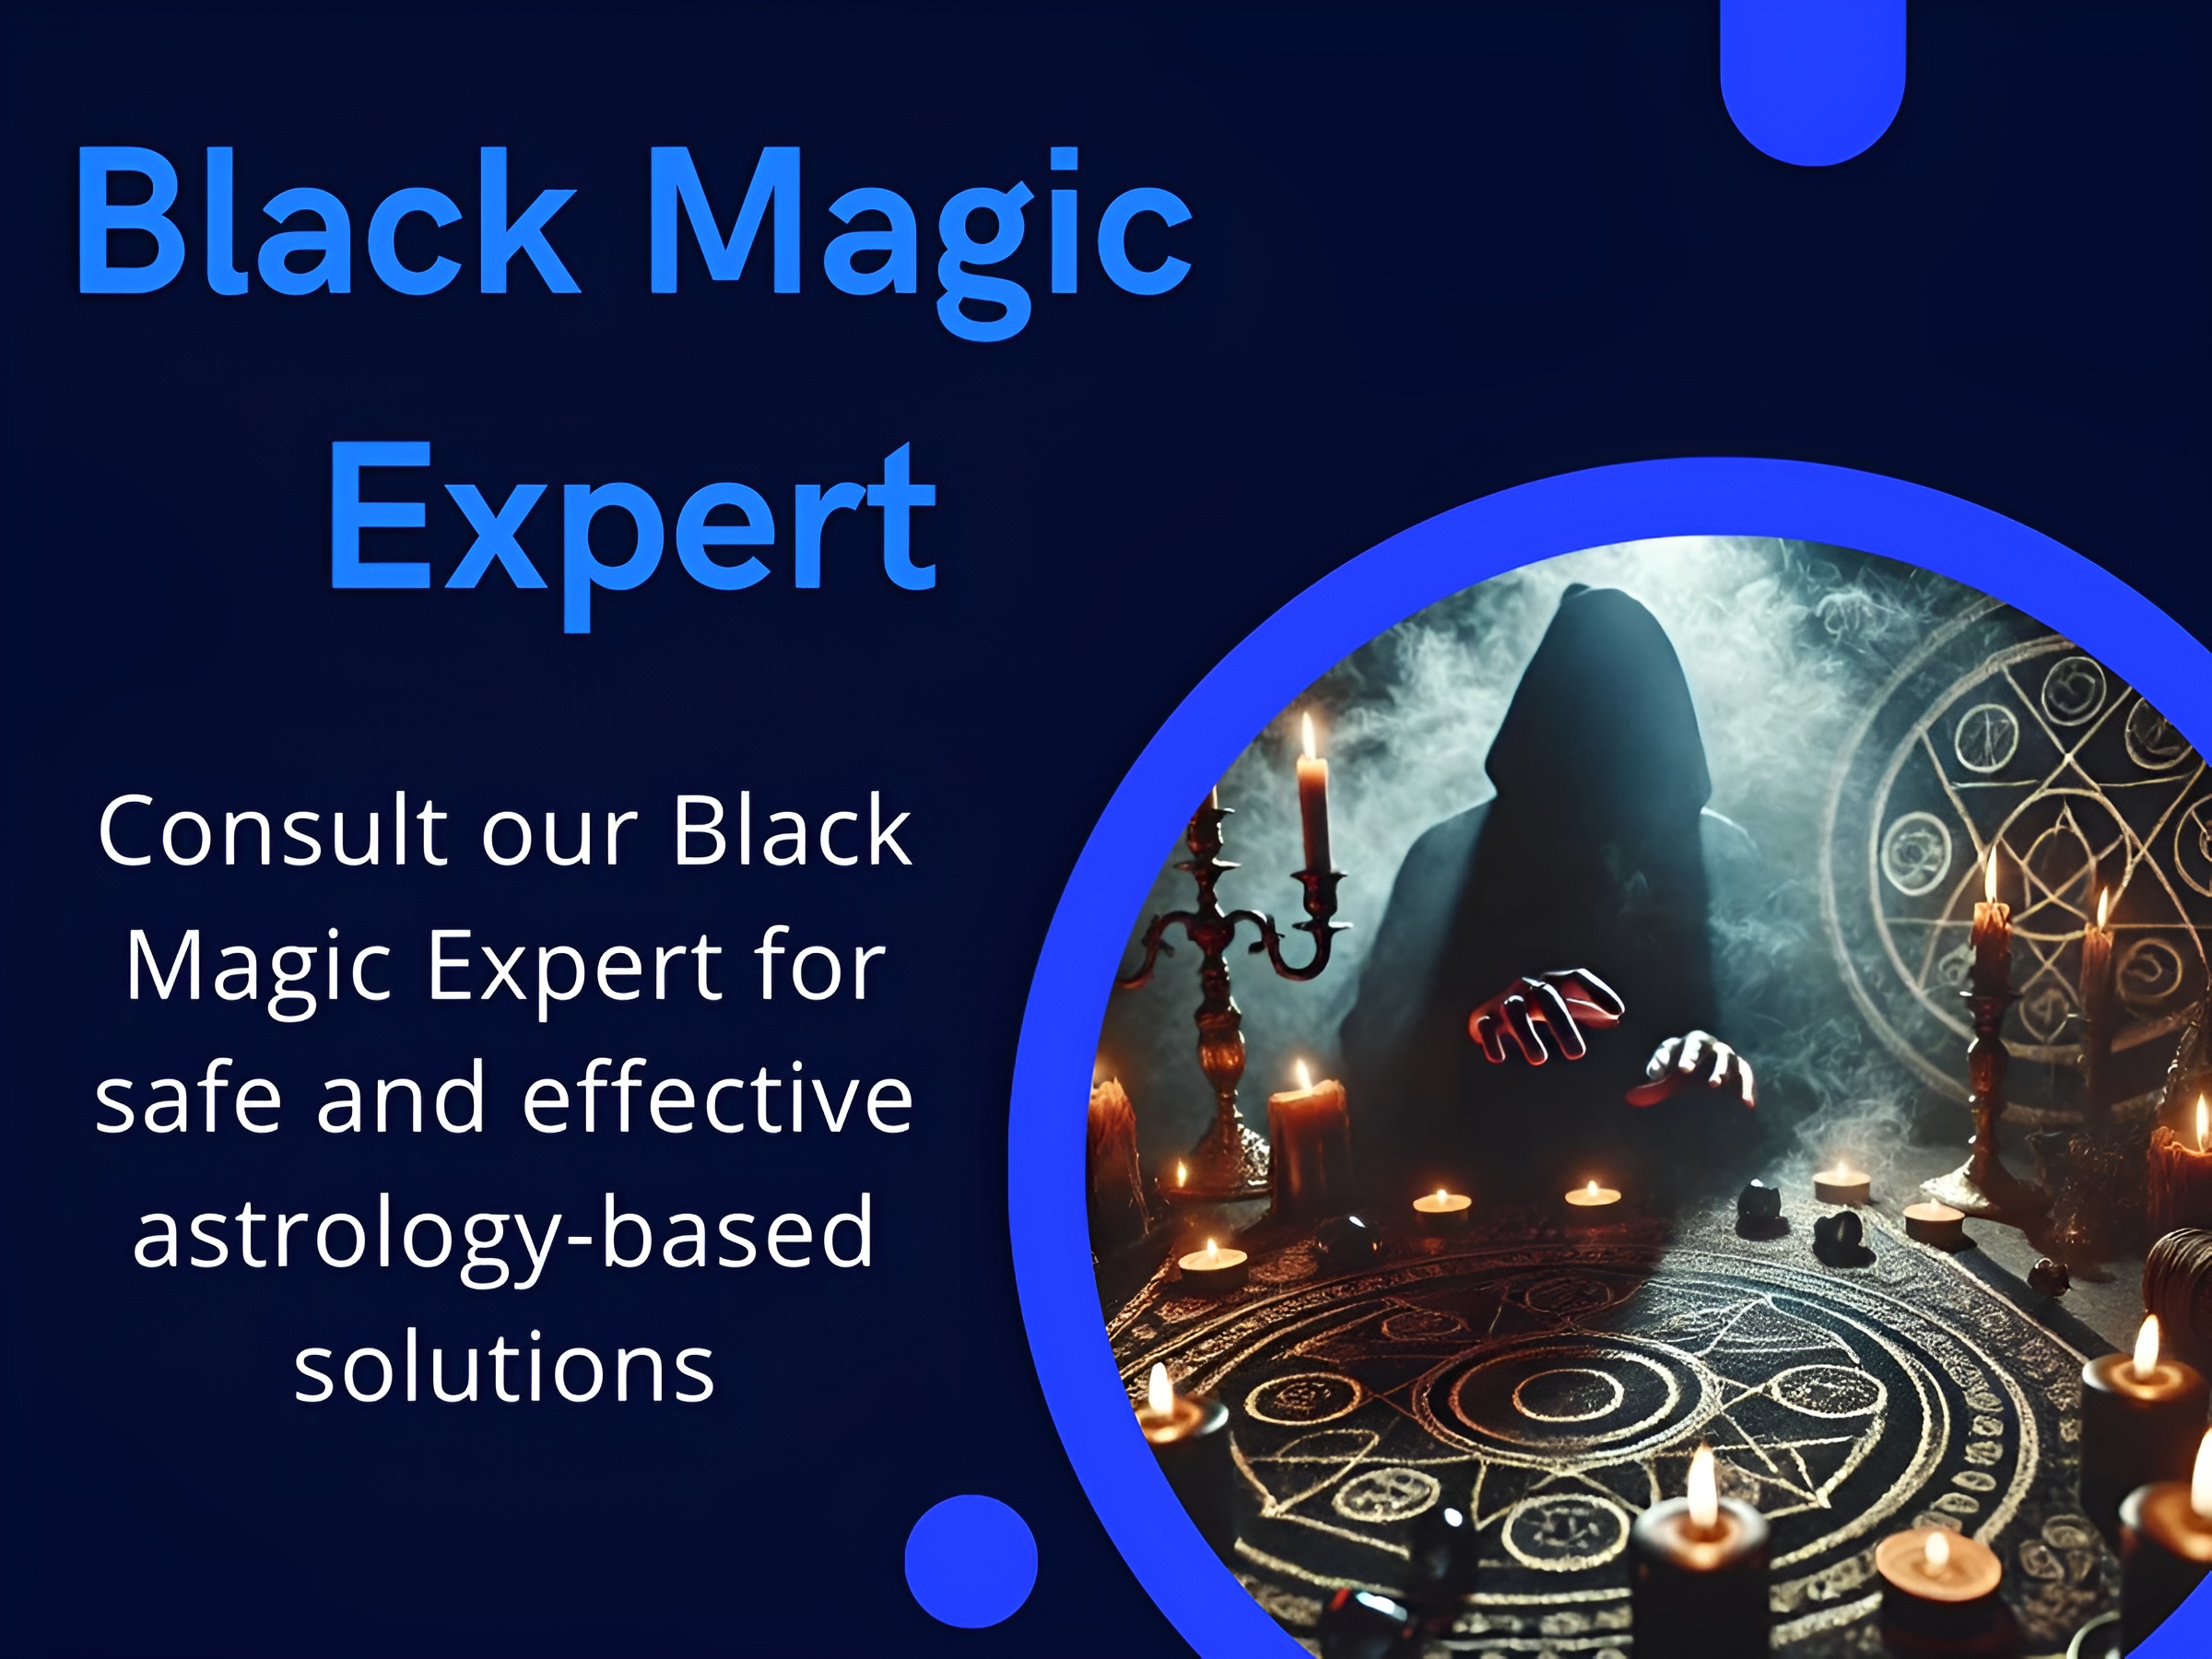 Black Magic
Expert
Consult our Black
Magic Expert for
safe and effective
astrology-based
solutions